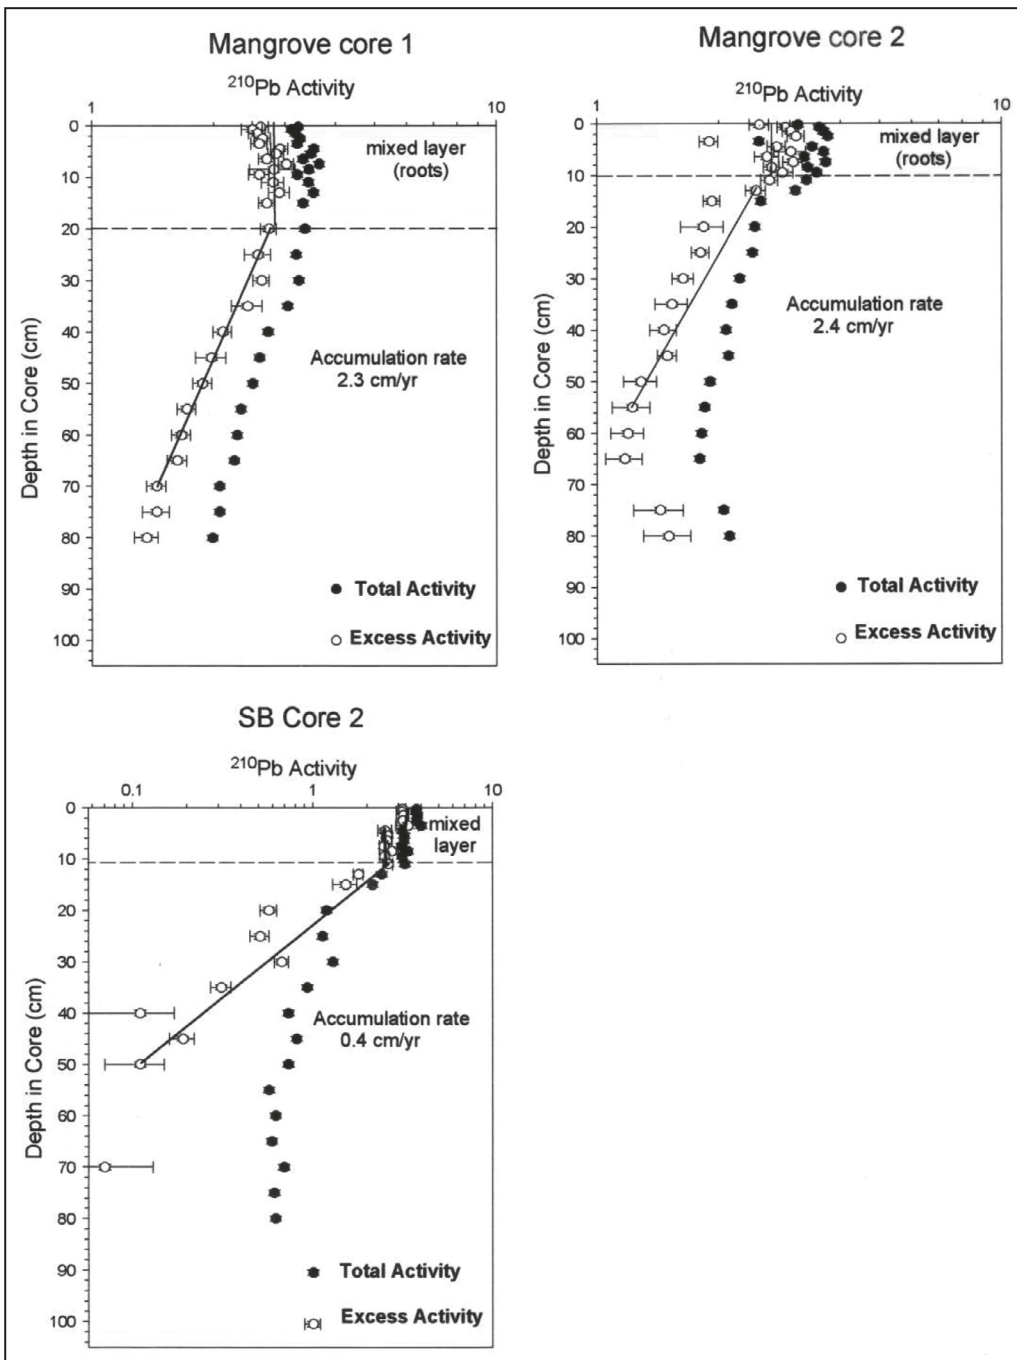 Mangrove core 1
²¹⁰Pb Activity
1 10
0
10
20
30
40
50
60
70
80
90
100
Depth in Core (cm)
mixed layer
(roots)
Accumulation rate
2.3 cm/yr
Total Activity
Excess Activity
Mangrove core 2
²¹⁰Pb Activity
1 10
0
10
20
30
40
50
60
70
80
90
100
Depth in Core (cm)
mixed layer
(roots)
Accumulation rate
2.4 cm/yr
Total Activity
Excess Activity
SB Core 2
²¹⁰Pb Activity
0.1 1 10
0
10
20
30
40
50
60
70
80
90
100
Depth in Core (cm)
mixed
layer
Accumulation rate
0.4 cm/yr
Total Activity
Excess Activity